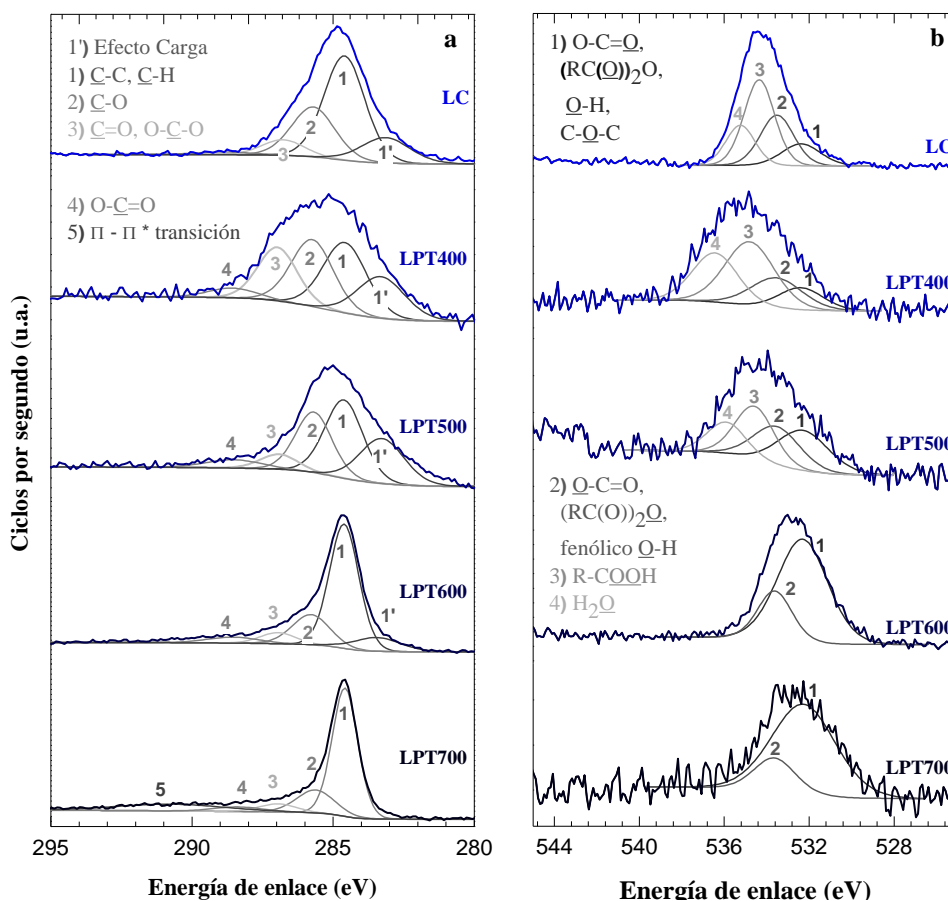 Ciclos por segundo (u.a.)
a
1') Efecto Carga
1) C-C, C-H
2) C-O
3) C=O, O-C-O
1
2
3
1'
LC
4) O-C=O
5) Π - Π * transición
4
3
2
1
1'
LPT400
4
3
2
1
1'
LPT500
4
3
2
1
1'
LPT600
5
4
3
2
1
LPT700
295
290
285
280
Energía de enlace (eV)
b
1) O-C=O,
(RC(O))2O,
O-H,
C-O-C
4
3
2
1
LC
4
3
2
1
LPT400
4
3
2
1
LPT500
2) O-C=O,
(RC(O))2O,
fenólico O-H
3) R-COOH
4) H2O
2
1
LPT600
2
1
LPT700
544
540
536
532
528
Energía de enlace (eV)